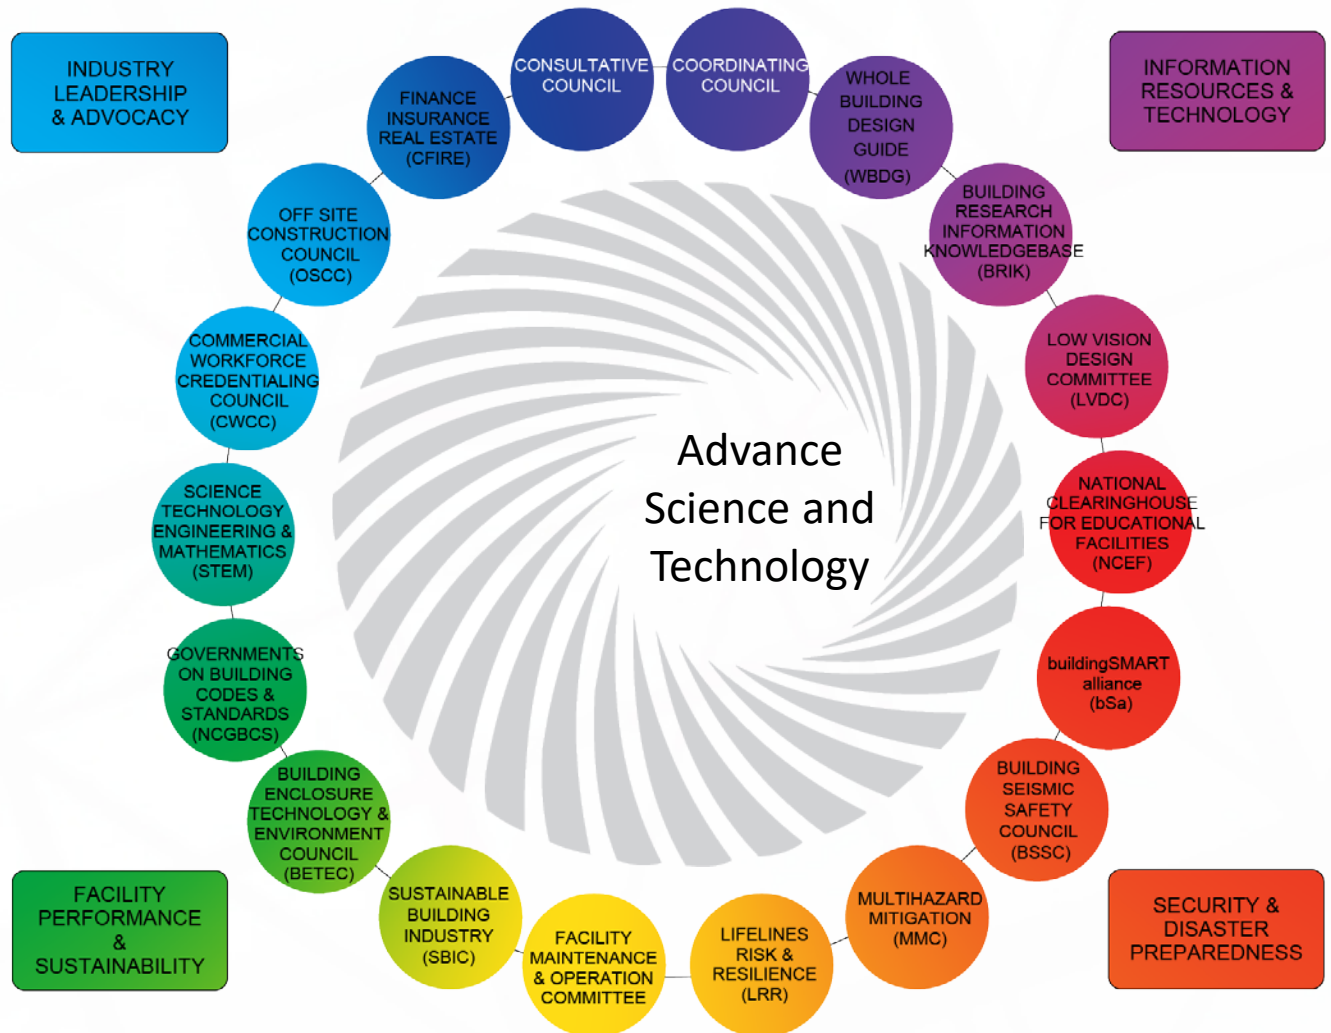 INDUSTRY
LEADERSHIP
& ADVOCACY
CONSULTATIVE
COUNCIL
COORDINATING
COUNCIL
INFORMATION
RESOURCES &
TECHNOLOGY
WHOLE
BUILDING
DESIGN
GUIDE
(WBDG)
BUILDING
RESEARCH
INFORMATION
KNOWLEDGEBASE
(BRIK)
LOW VISION
DESIGN
COMMITTEE
(LVDC)
NATIONAL
CLEARINGHOUSE
FOR EDUCATIONAL
FACILITIES
(NCEF)
buildingSMART
alliance
(bSa)
BUILDING
SEISMIC
SAFETY
COUNCIL
(BSSC)
SECURITY &
DISASTER
PREPAREDNESS
MULTIHAZARD
MITIGATION
(MMC)
LIFELINES
RISK &
RESILIENCE
(LRR)
FACILITY
MAINTENANCE
& OPERATION
COMMITTEE
SUSTAINABLE
BUILDING
INDUSTRY
(SBIC)
FACILITY
PERFORMANCE
&
SUSTAINABILITY
BUILDING
ENCLOSURE
TECHNOLOGY &
ENVIRONMENT
COUNCIL
(BETEC)
GOVERNMENTS
ON BUILDING
CODES &
STANDARDS
(NCGBCS)
SCIENCE
TECHNOLOGY
ENGINEERING &
MATHEMATICS
(STEM)
COMMERCIAL
WORKFORCE
CREDENTIALING
COUNCIL
(CWCC)
OFF SITE
CONSTRUCTION
COUNCIL
(OSCC)
FINANCE
INSURANCE
REAL ESTATE
(CFIRE)
Advance
Science and
Technology